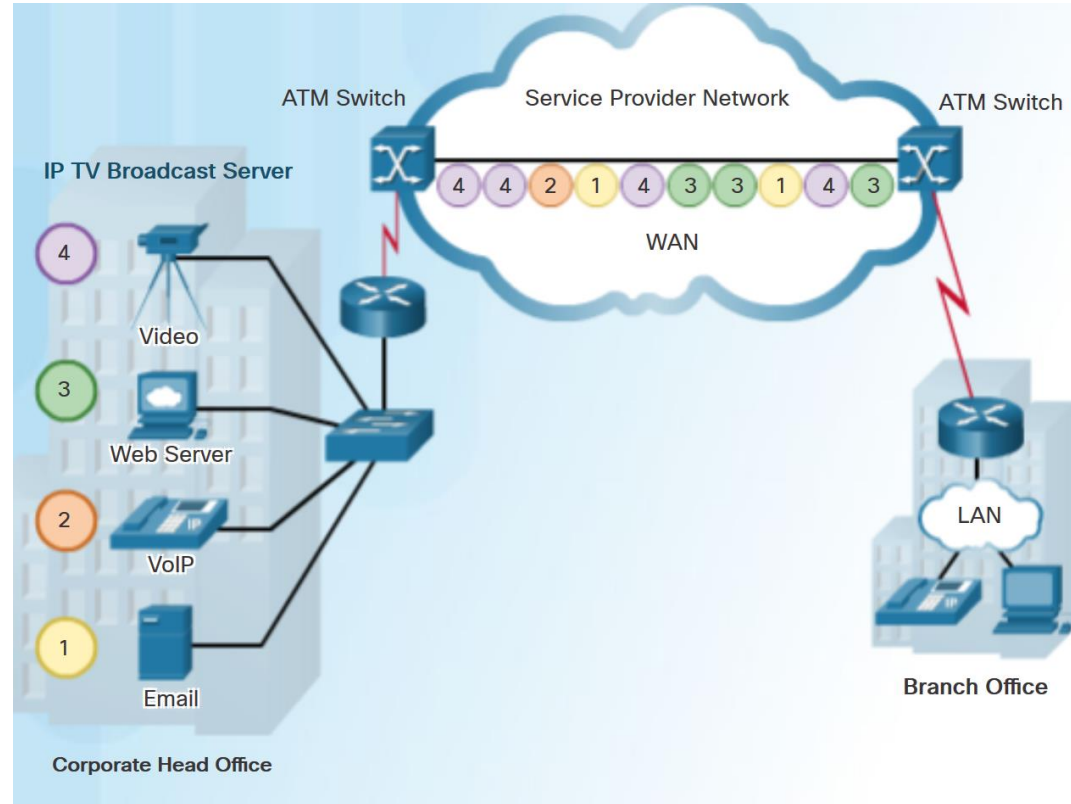 ATM Switch
Service Provider Network
ATM Switch
IP TV Broadcast Server
4 4 2 1 4 3 3 1 4 3
WAN
4
Video
3
Web Server
2
IP
VoIP
1
Email
Corporate Head Office
LAN
Branch Office